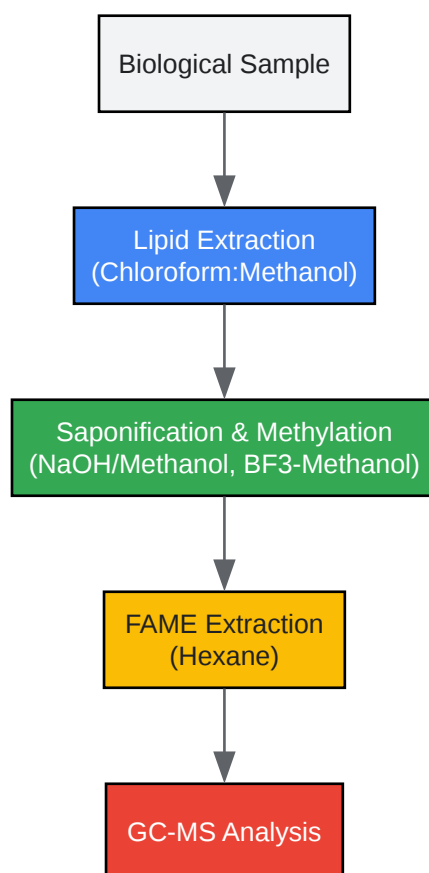 Biological Sample
Lipid Extraction
(Chloroform:Methanol)
Saponification & Methylation
(NaOH/Methanol, BF3-Methanol)
FAME Extraction
(Hexane)
GC-MS Analysis